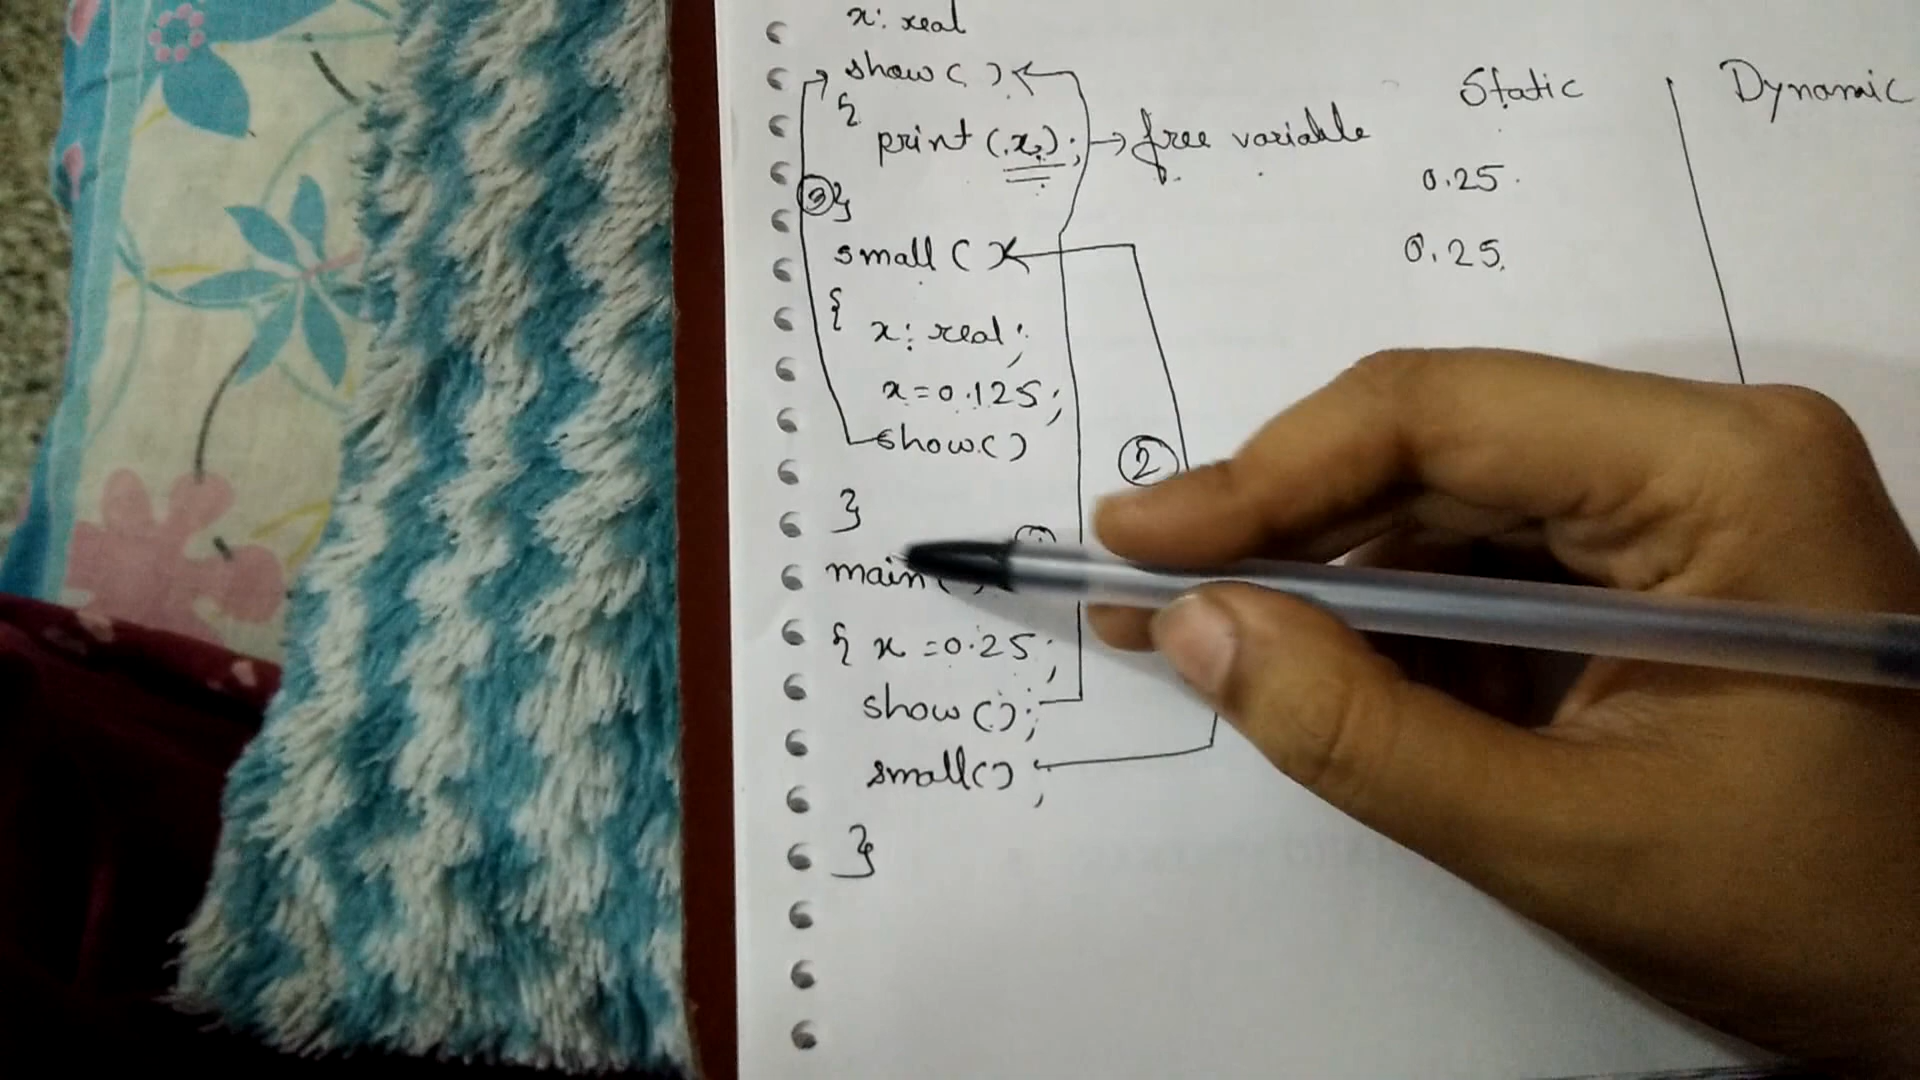 x: real
show ( )
{
print (x); → free variable
③ }
small ( )
{
x: real;
x = 0.125;
show ( )
}
②
main
{ x = 0.25;
show ( );
small ( );
}
Static
0.25
0.25
Dynamic